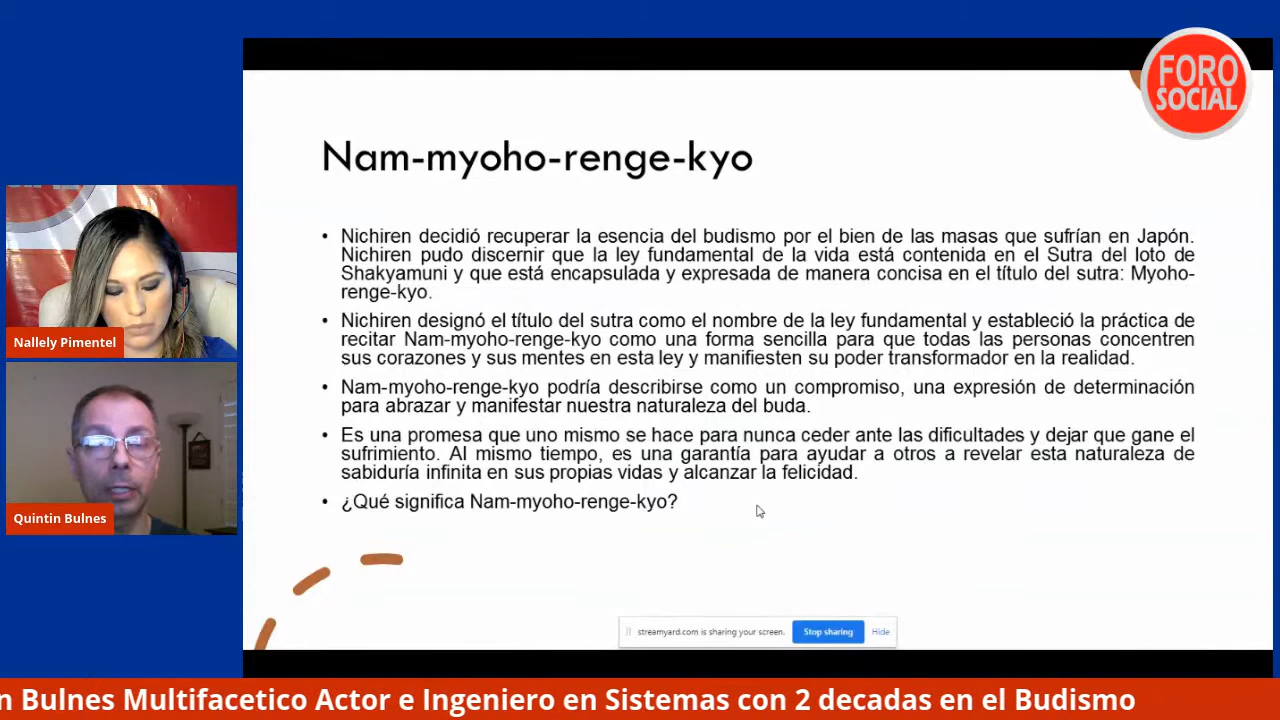 FORO
SOCIAL
Nam-myoho-renge-kyo
• Nichiren decidió recuperar la esencia del budismo por el bien de las masas que sufrían en Japón.
Nichiren pudo discernir que la ley fundamental de la vida está contenida en el Sutra del loto de
Shakyamuni y que está encapsulada y expresada de manera concisa en el título del sutra: Myoho-
renge-kyo.
• Nichiren designó el título del sutra como el nombre de la ley fundamental y estableció la práctica de
recitar Nam-myoho-renge-kyo como una forma sencilla para que todas las personas concentren
sus corazones y sus mentes en esta ley y manifiesten su poder transformador en la realidad.
• Nam-myoho-renge-kyo podría describirse como un compromiso, una expresión de determinación
para abrazar y manifestar nuestra naturaleza del buda.
• Es una promesa que uno mismo se hace para nunca ceder ante las dificultades y dejar que gane el
sufrimiento. Al mismo tiempo, es una garantía para ayudar a otros a revelar esta naturaleza de
sabiduría infinita en sus propias vidas y alcanzar la felicidad.
• ¿Qué significa Nam-myoho-renge-kyo?
Nallely Pimentel
Quintin Bulnes
streamyard.com is sharing your screen. Stop sharing Hide
n Bulnes Multifacetico Actor e Ingeniero en Sistemas con 2 decadas en el Budismo